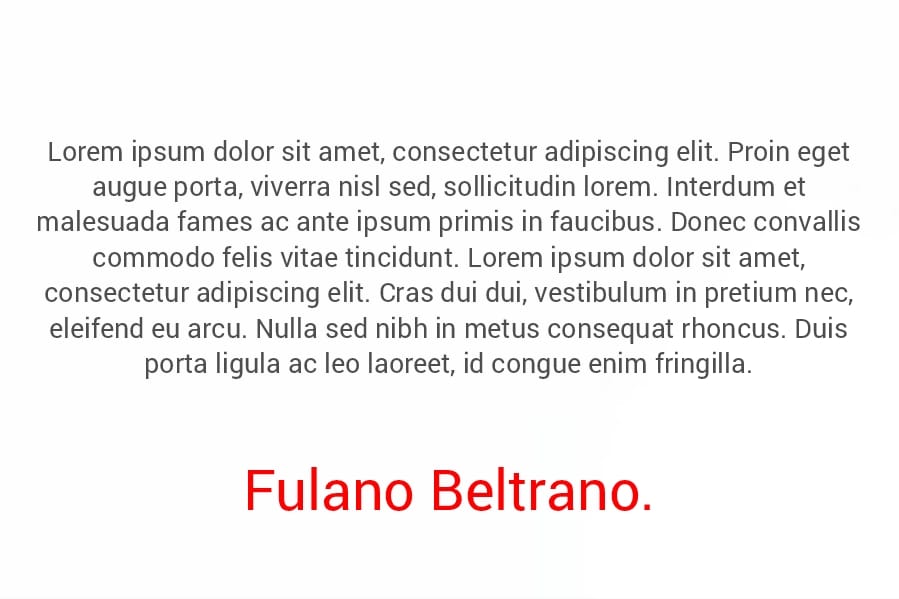 Lorem ipsum dolor sit amet, consectetur adipiscing elit. Proin eget
augue porta, viverra nisl sed, sollicitudin lorem. Interdum et
malesuada fames ac ante ipsum primis in faucibus. Donec convallis
commodo felis vitae tincidunt. Lorem ipsum dolor sit amet,
consectetur adipiscing elit. Cras dui dui, vestibulum in pretium nec,
eleifend eu arcu. Nulla sed nibh in metus consequat rhoncus. Duis
porta ligula ac leo laoreet, id congue enim fringilla.
Fulano Beltrano.